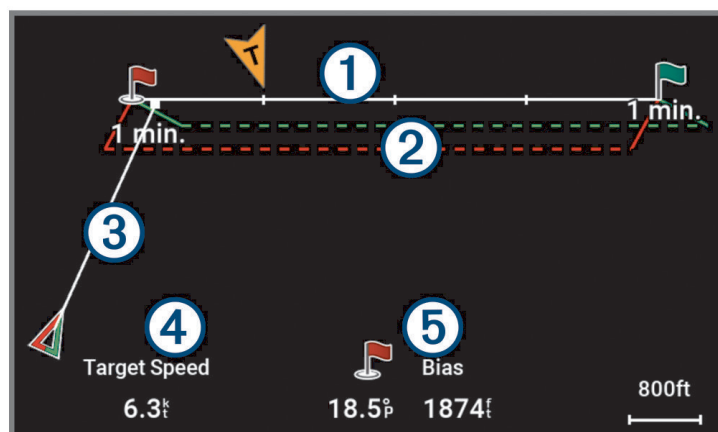 T
1
1 min.
1 min.
2
3
4
5
Target Speed
Bias
6.3kt
18.5°P
1874ft
800ft